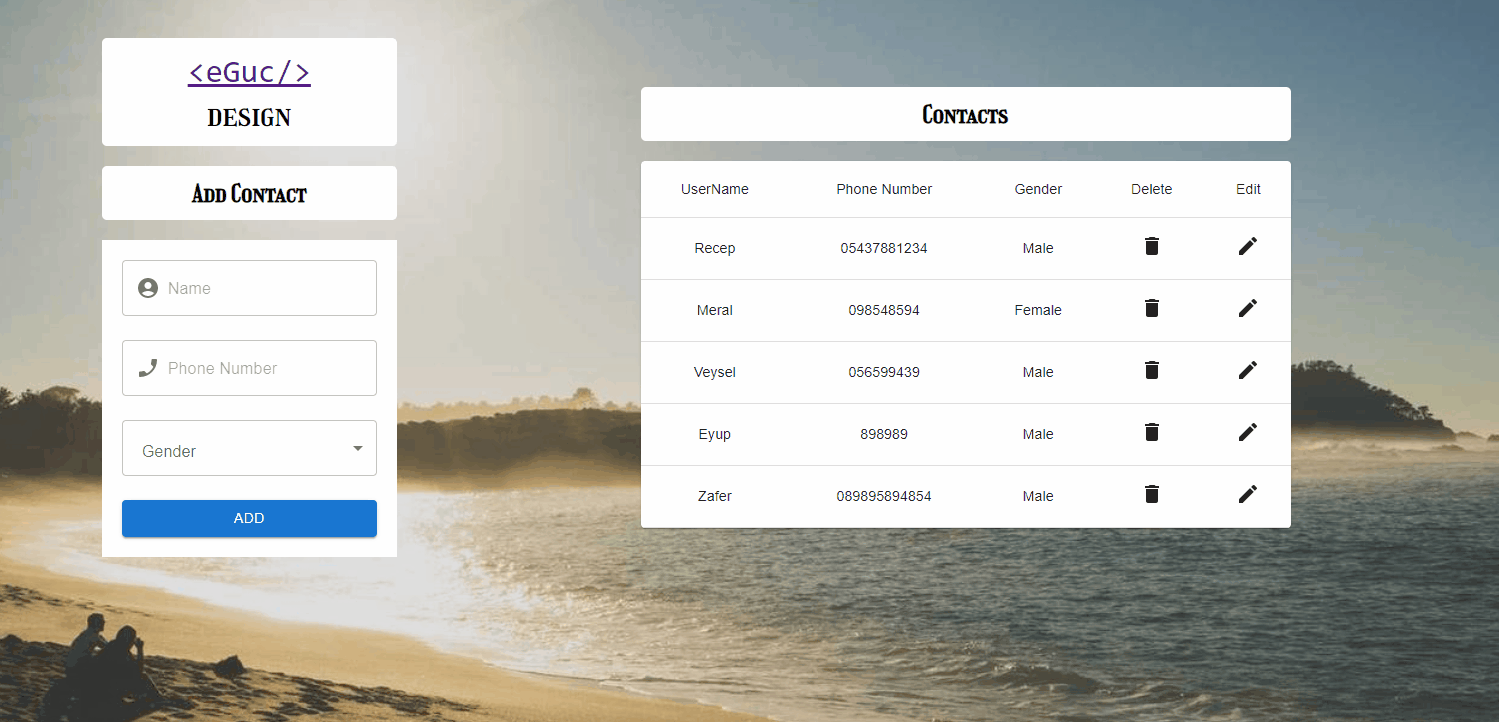 <eGuc/>
DESIGN
Add Contact
Name
Phone Number
Gender
ADD
Contacts
UserName Phone Number Gender Delete Edit
Recep 05437881234 Male
Meral 098548594 Female
Veysel 056599439 Male
Eyup 898989 Male
Zafer 089895894854 Male